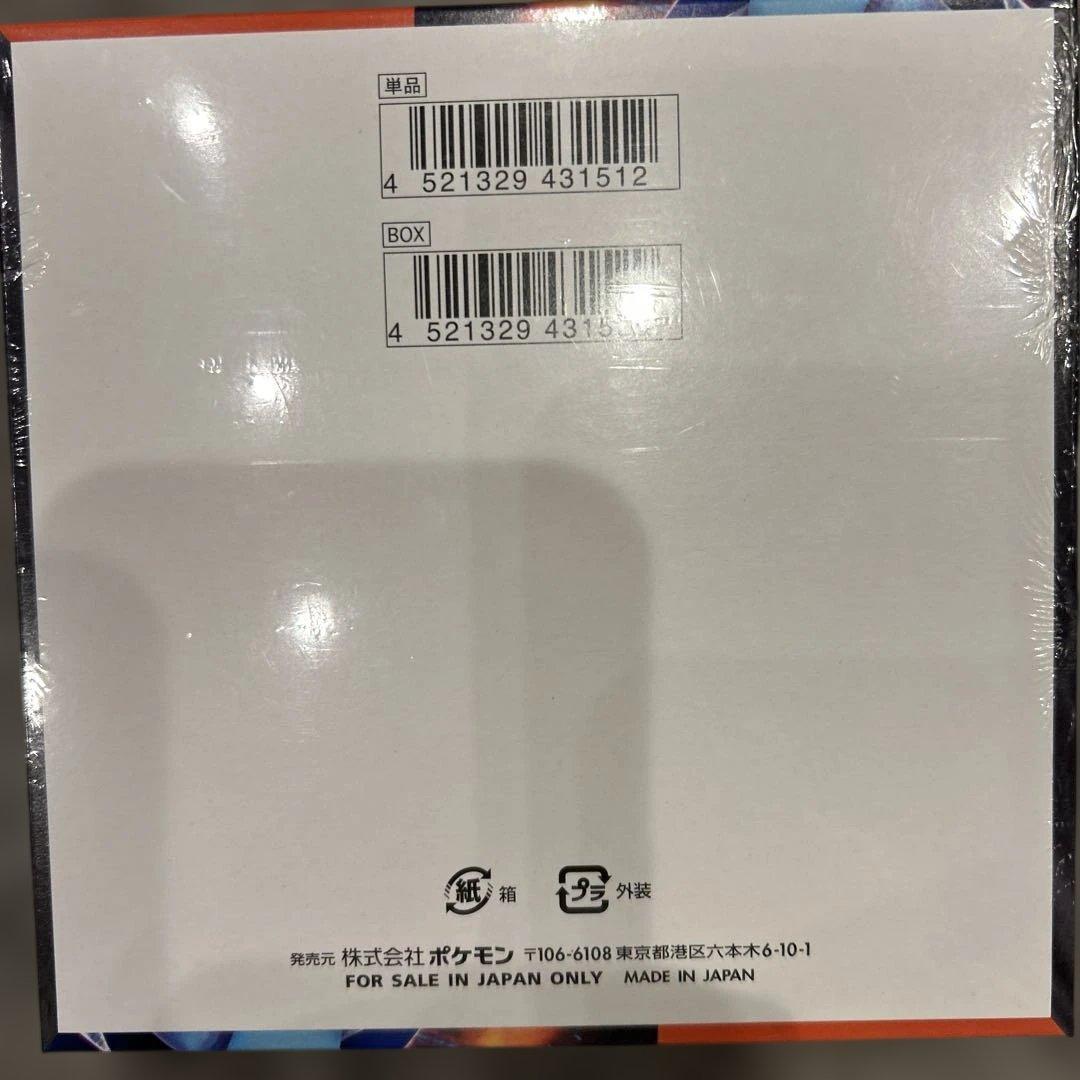 単品
4 521329 431512
BOX
4 521329
紙 箱 プラ 外装
発売元 株式会社 ポケモン 〒106-6108 東京都港区六本木6-10-1
FOR SALE IN JAPAN ONLY MADE IN JAPAN